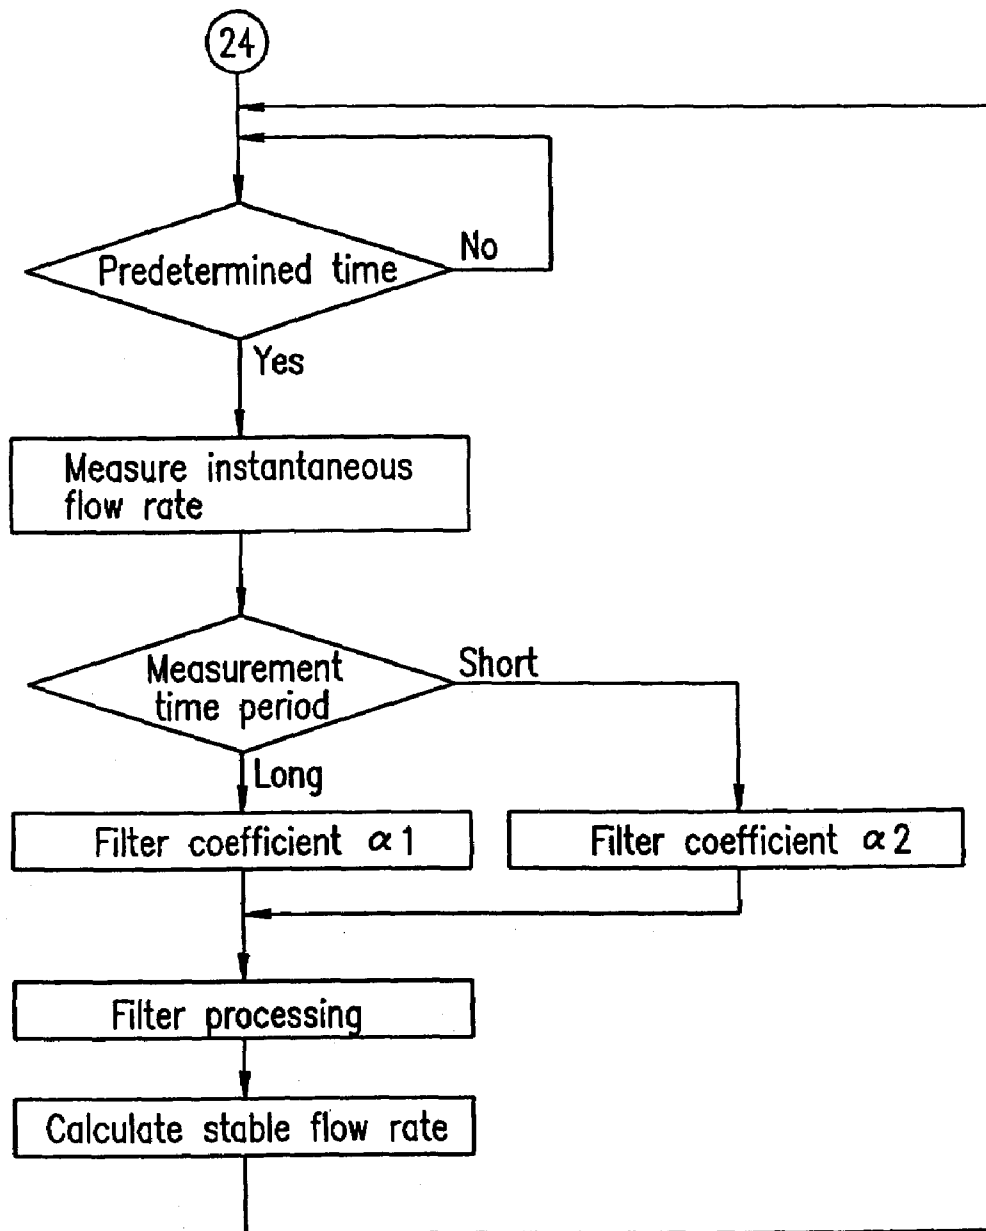 24
Predetermined time
No
Yes
Measure instantaneous
flow rate
Measurement
time period
Short
Long
Filter coefficient α1
Filter coefficient α2
Filter processing
Calculate stable flow rate